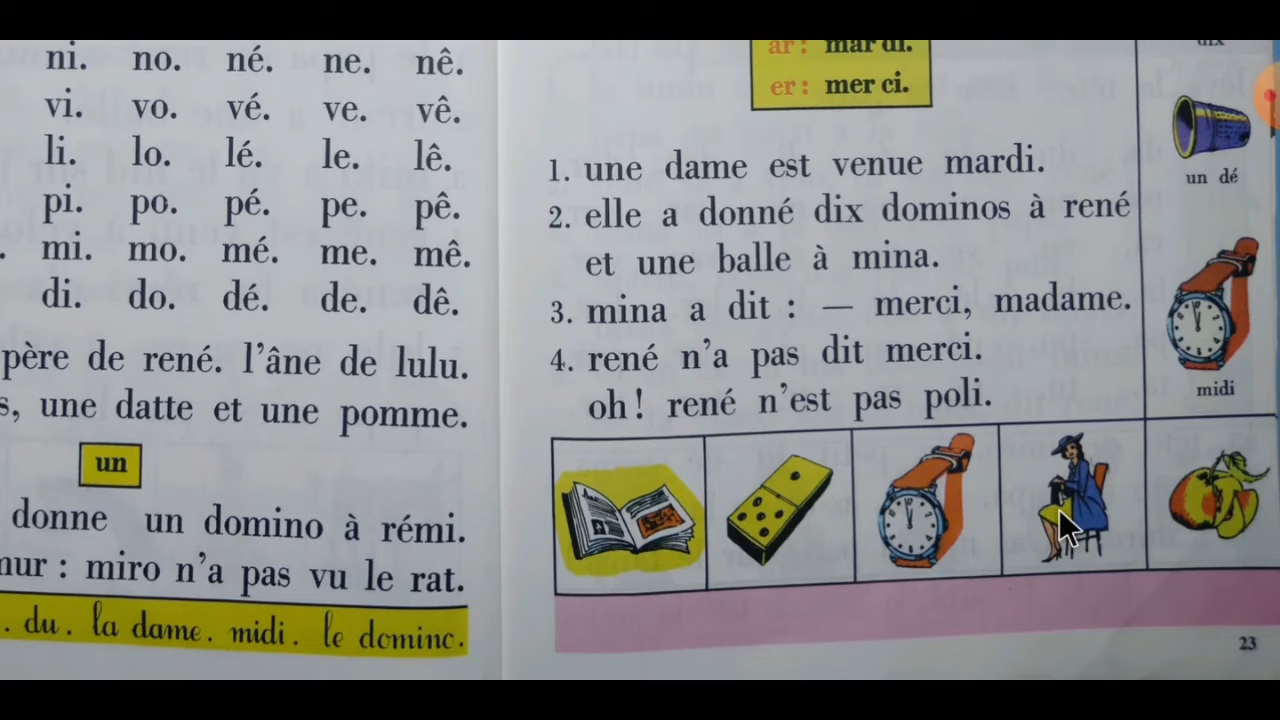 ni. no. né. ne. nê.
vi. vo. vé. ve. vê.
li. lo. lé. le. lê.
pi. po. pé. pe. pê.
. mi. mo. mé. me. mê.
di. do. dé. de. dê.
père de rené. l'âne de lulu.
s, une datte et une pomme.
un
donne un domino à rémi.
mur : miro n'a pas vu le rat.
. du. la dame. midi. le domino.
ar : mar di.
er : mer ci.
1. une dame est venue mardi.
2. elle a donné dix dominos à rené
et une balle à mina.
3. mina a dit : — merci, madame.
4. rené n'a pas dit merci.
oh ! rené n'est pas poli.
dix
un dé
midi
23